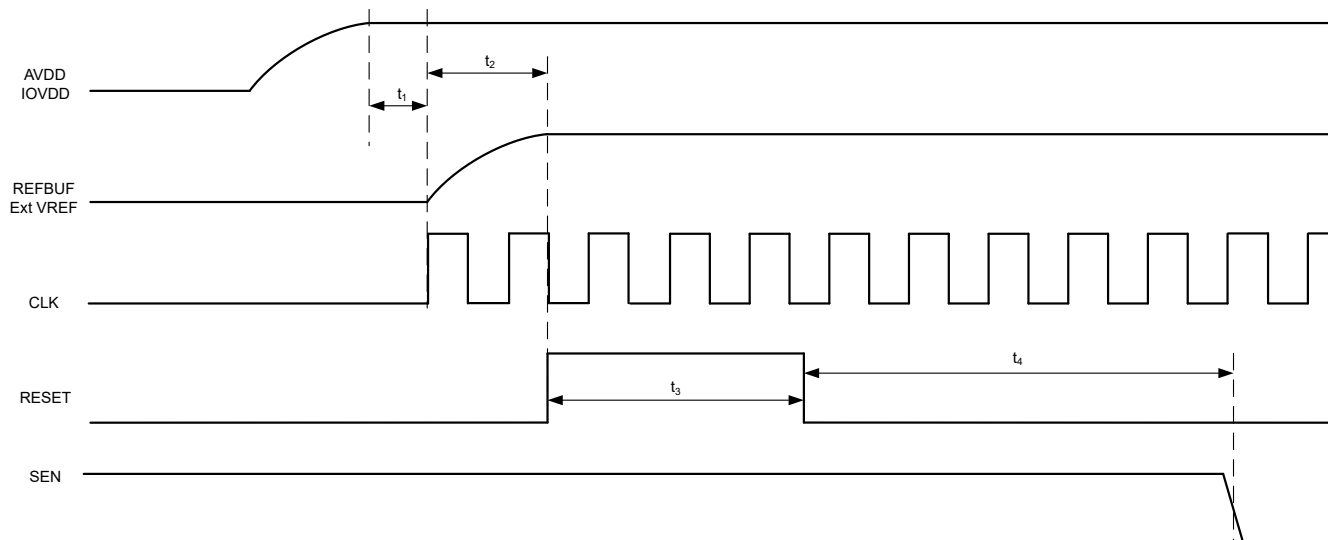 t₂
AVDD
IOVDD
t₁
REFBUF
Ext VREF
CLK
t₄
RESET
t₃
SEN